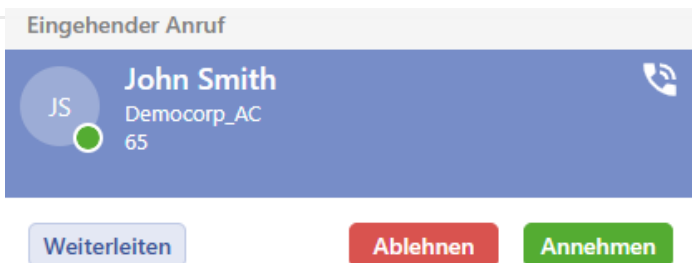 Eingehender Anruf
John Smith
JS
Democorp_AC
65
Weiterleiten Ablehnen Annehmen